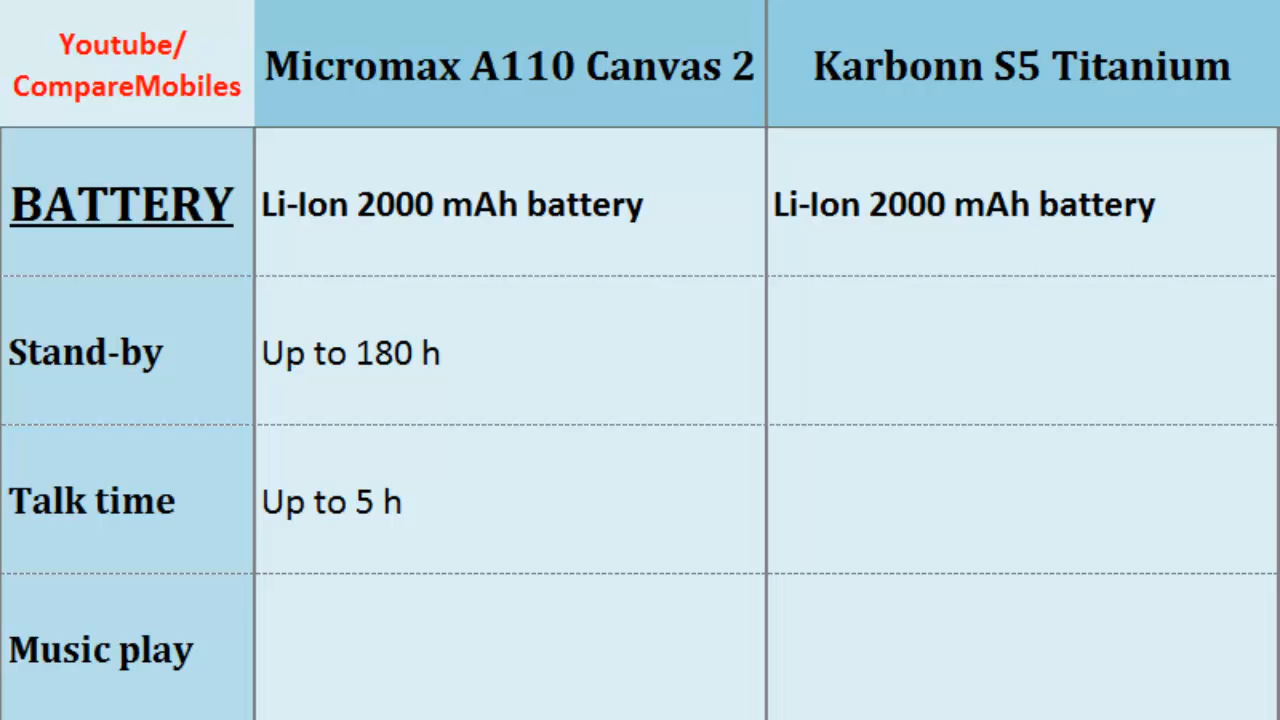 Youtube/
CompareMobiles
Micromax A110 Canvas 2
Karbonn S5 Titanium
BATTERY
Li-Ion 2000 mAh battery
Li-Ion 2000 mAh battery
Stand-by
Up to 180 h
Talk time
Up to 5 h
Music play